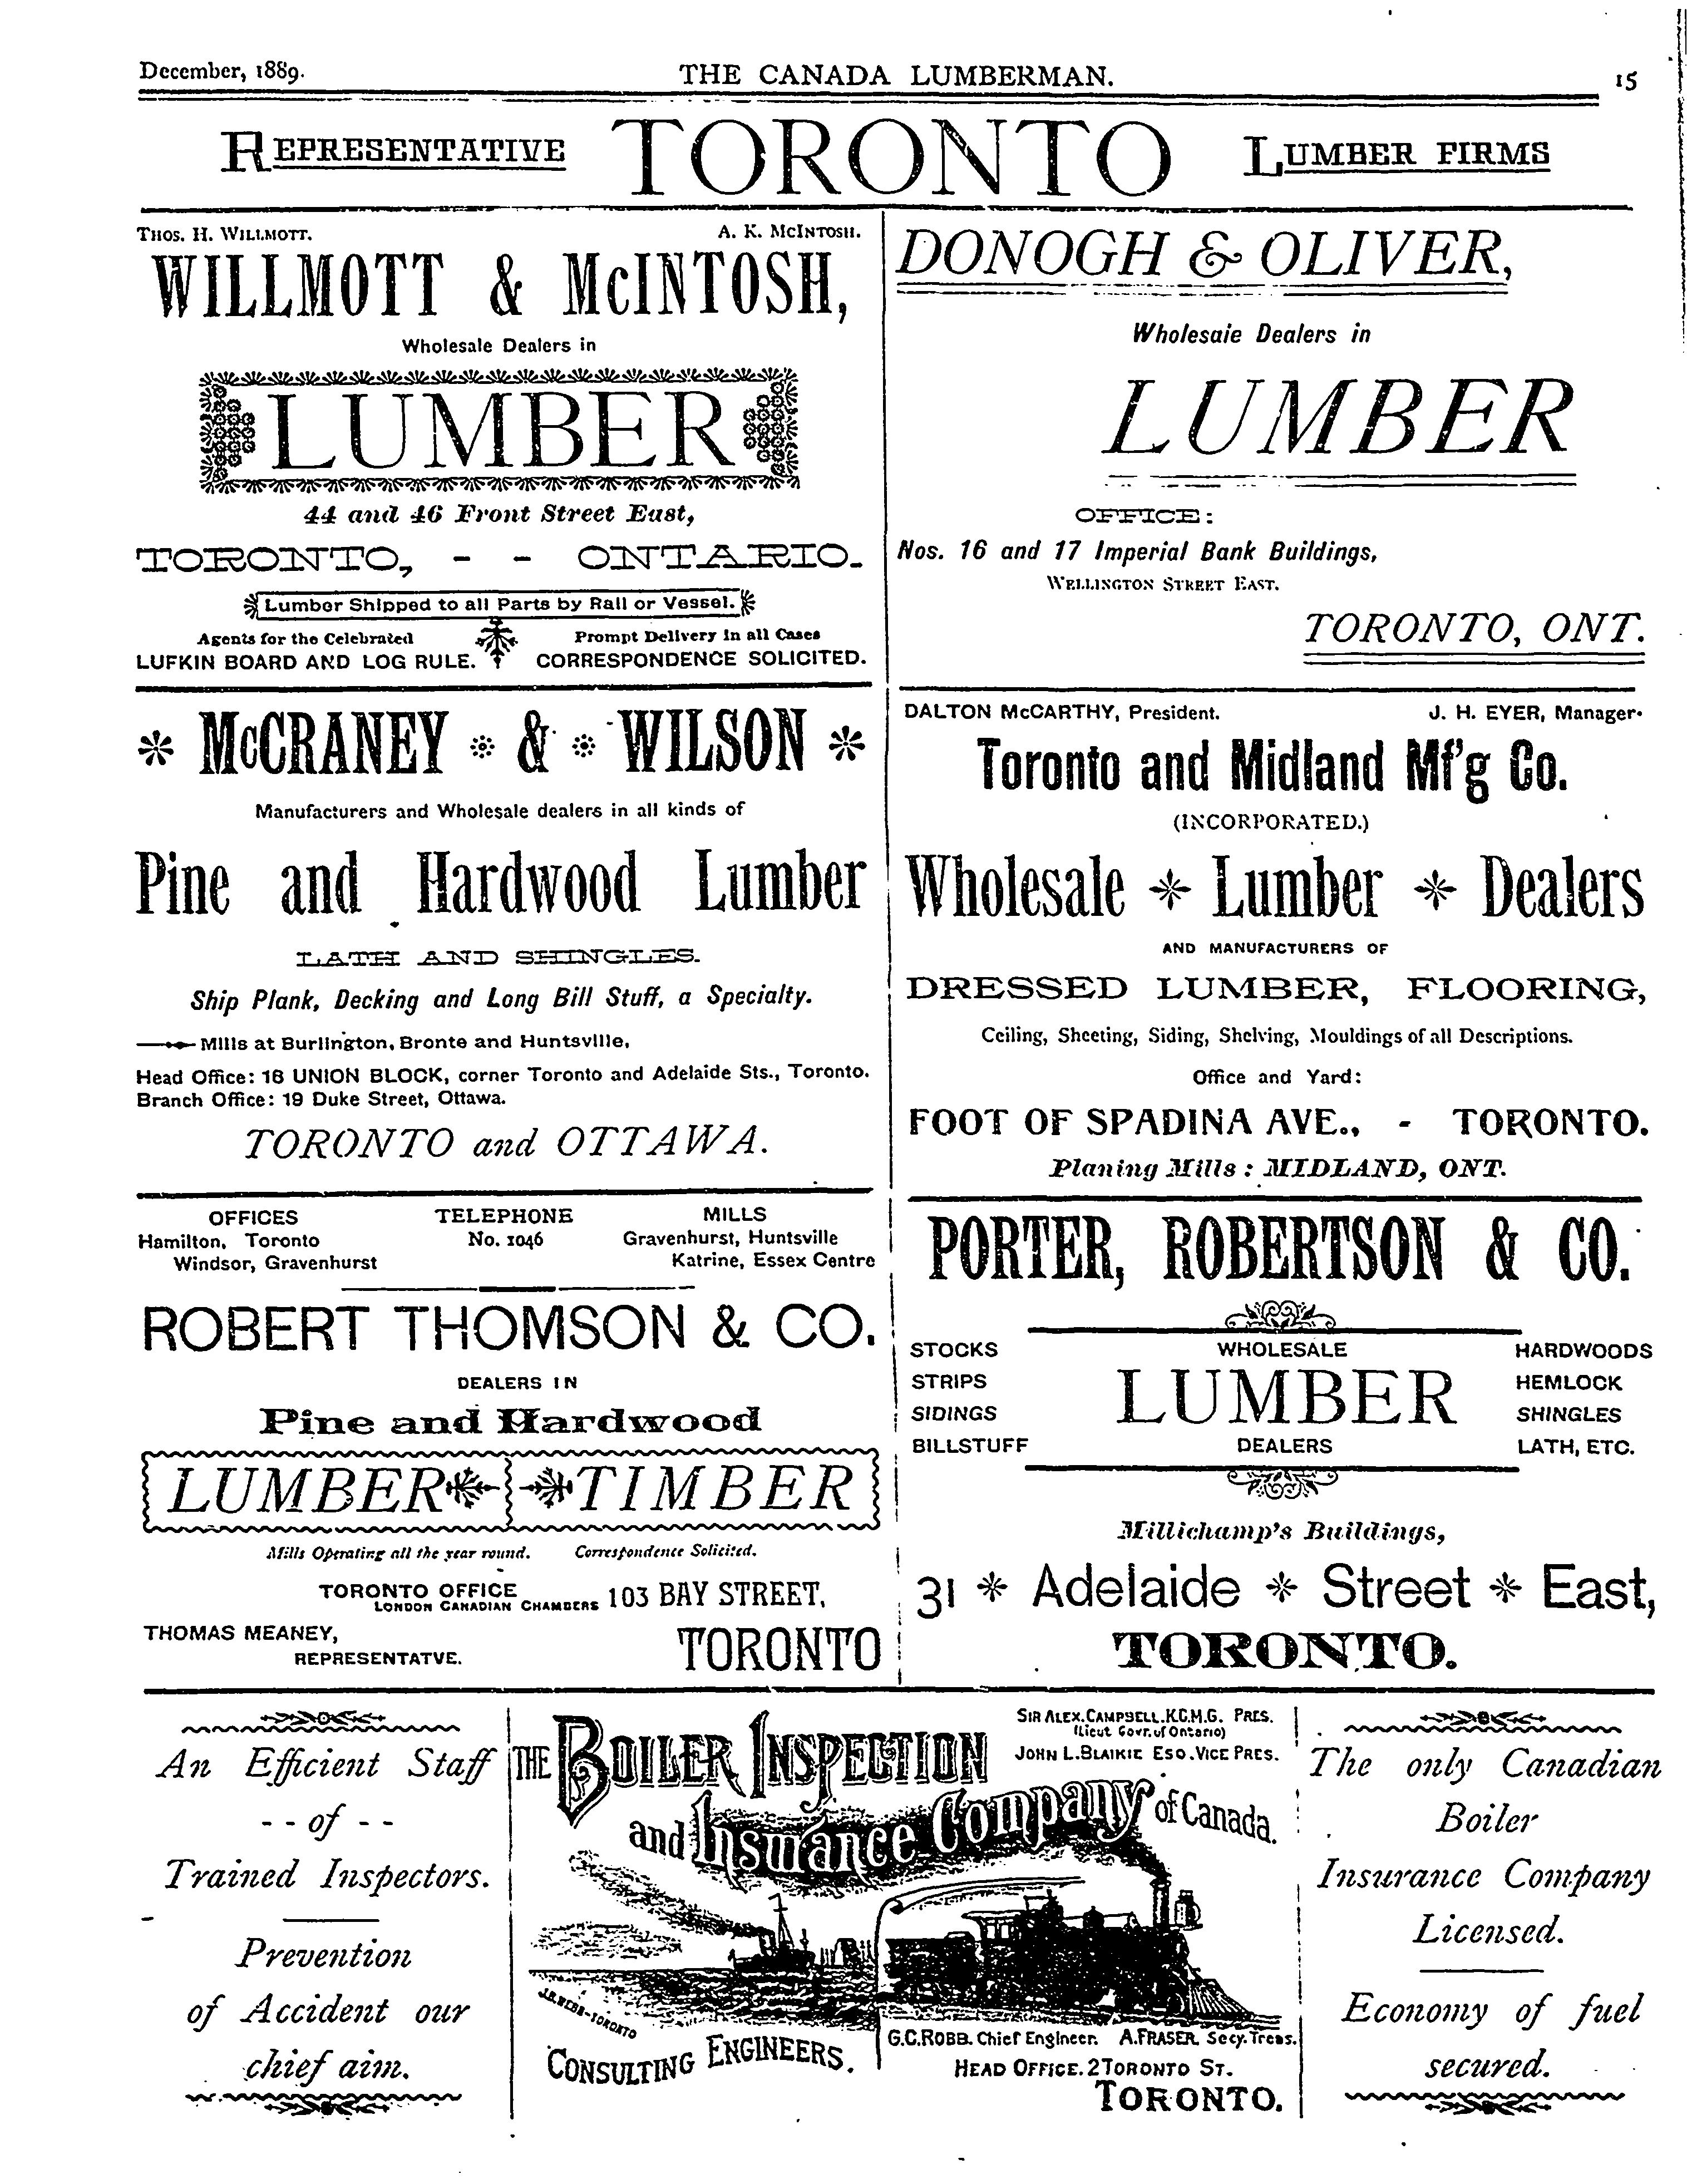 December, 1889.
THE CANADA LUMBERMAN.
15
REPRESENTATIVE TORONTO LUMBER FIRMS
THOS. H. WILLMOTT.
A. K. MCINTOSH.
WILLMOTT & McINTOSH,
Wholesale Dealers in
LUMBER
44 and 46 Front Street East,
TORONTO, - - ONTARIO.
Lumber Shipped to all Parts by Rail or Vessel.
Agents for the Celebrated
LUFKIN BOARD AND LOG RULE.
Prompt Delivery in all Cases
CORRESPONDENCE SOLICITED.
McCRANEY & WILSON
Manufacturers and Wholesale dealers in all kinds of
Pine and Hardwood Lumber
LATH AND SHINGLES.
Ship Plank, Decking and Long Bill Stuff, a Specialty.
Mills at Burlington, Bronte and Huntsville,
Head Office: 18 UNION BLOCK, corner Toronto and Adelaide Sts., Toronto.
Branch Office: 19 Duke Street, Ottawa.
TORONTO and OTTAWA.
OFFICES
Hamilton, Toronto
Windsor, Gravenhurst
TELEPHONE
No. 1046
MILLS
Gravenhurst, Huntsville
Katrine, Essex Centre
ROBERT THOMSON & CO.
DEALERS IN
Pine and Hardwood
LUMBER TIMBER
Mills Operating all the year round. Correspondence Solicited.
TORONTO OFFICE
LONDON CANADIAN CHAMBERS 103 BAY STREET,
THOMAS MEANEY,
REPRESENTATVE.
TORONTO
DONOGH & OLIVER,
Wholesale Dealers in
LUMBER
OFFICE:
Nos. 16 and 17 Imperial Bank Buildings,
WELLINGTON STREET EAST.
TORONTO, ONT.
DALTON McCARTHY, President.
J. H. EYER, Manager.
Toronto and Midland Mf'g Co.
(INCORPORATED.)
Wholesale Lumber Dealers
AND MANUFACTURERS OF
DRESSED LUMBER, FLOORING,
Ceiling, Sheeting, Siding, Shelving, Mouldings of all Descriptions.
Office and Yard:
FOOT OF SPADINA AVE., - TORONTO.
Planing Mills: MIDLAND, ONT.
PORTER, ROBERTSON & CO.
STOCKS
STRIPS
SIDINGS
BILLSTUFF
WHOLESALE
LUMBER
DEALERS
HARDWOODS
HEMLOCK
SHINGLES
LATH, ETC.
Millichamp's Buildings,
31 Adelaide Street East,
TORONTO.
An Efficient Staff
-- of --
Trained Inspectors.
Prevention
of Accident our
chief aim.
THE BOILER INSPECTION
and Insurance Company of Canada.
SIR ALEX. CAMPBELL. K.C.M.G. PRES.
(Lieut Govr. of Ontario)
JOHN L. BLAIKIE ESQ. VICE PRES.
J.R. WEBB-TORONTO
CONSULTING ENGINEERS.
G.C. ROBB. Chief Engineer. A. FRASER. Secy. Treas.
HEAD OFFICE. 2 TORONTO ST.
TORONTO.
The only Canadian
Boiler
Insurance Company
Licensed.
Economy of fuel
secured.